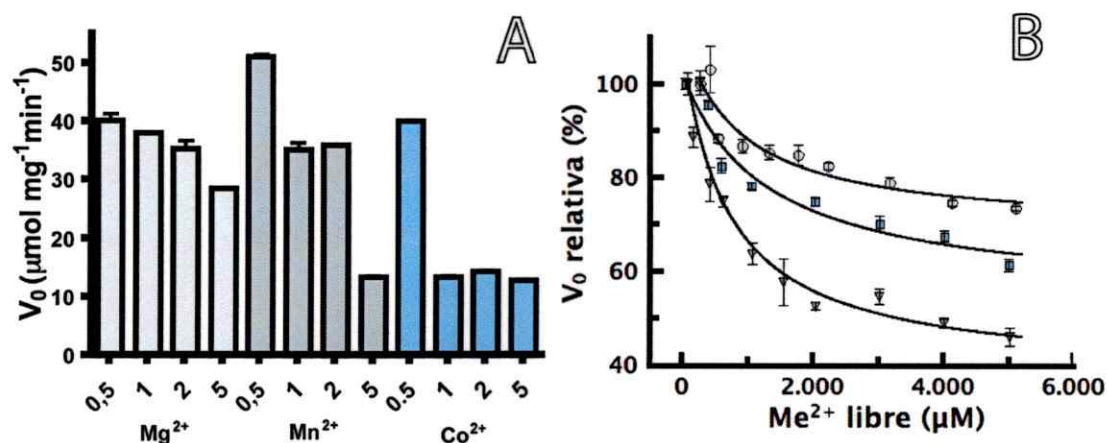 A
V₀ (µmol mg⁻¹min⁻¹)
50
40
30
20
10
0
0,5 1 2 5 0,5 1 2 5 0.5 1 2 5
Mg²⁺ Mn²⁺ Co²⁺
B
V₀ relativa (%)
100
80
60
40
0 2.000 4.000 6.000
Me²⁺ libre (µM)